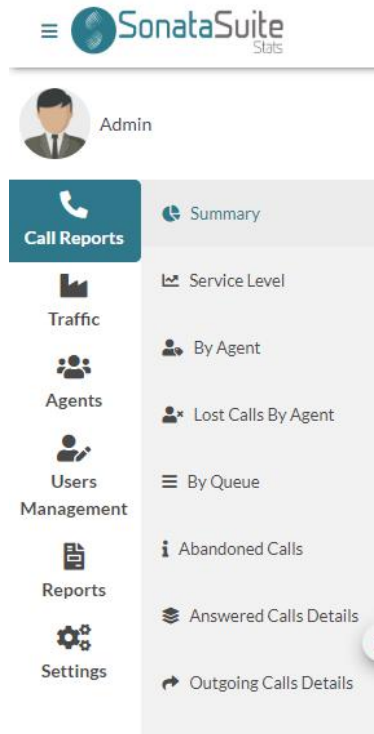 SonataSuite
Stats
Admin
Call Reports
Traffic
Agents
Users
Management
Reports
Settings
Summary
Service Level
By Agent
Lost Calls By Agent
By Queue
Abandoned Calls
Answered Calls Details
Outgoing Calls Details